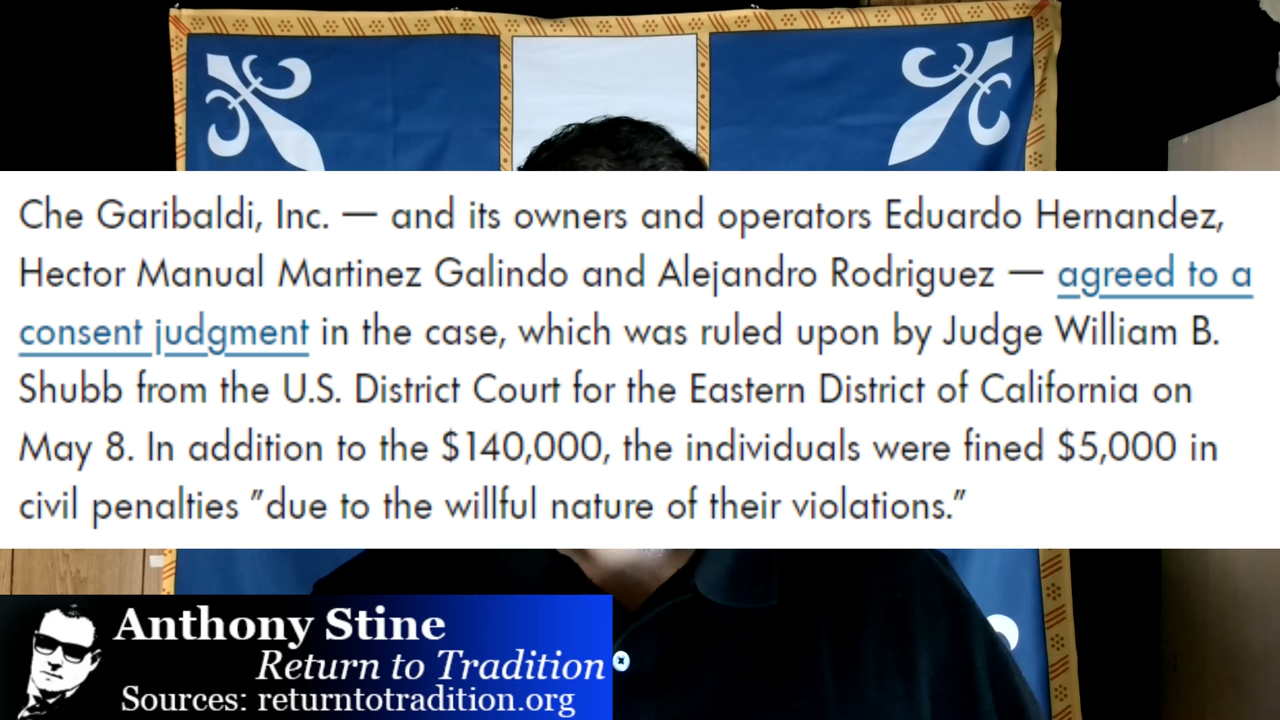 Che Garibaldi, Inc. — and its owners and operators Eduardo Hernandez,
Hector Manual Martinez Galindo and Alejandro Rodriguez — agreed to a
consent judgment in the case, which was ruled upon by Judge William B.
Shubb from the U.S. District Court for the Eastern District of California on
May 8. In addition to the $140,000, the individuals were fined $5,000 in
civil penalties "due to the willful nature of their violations."
Anthony Stine
Return to Tradition
Sources: returntotradition.org